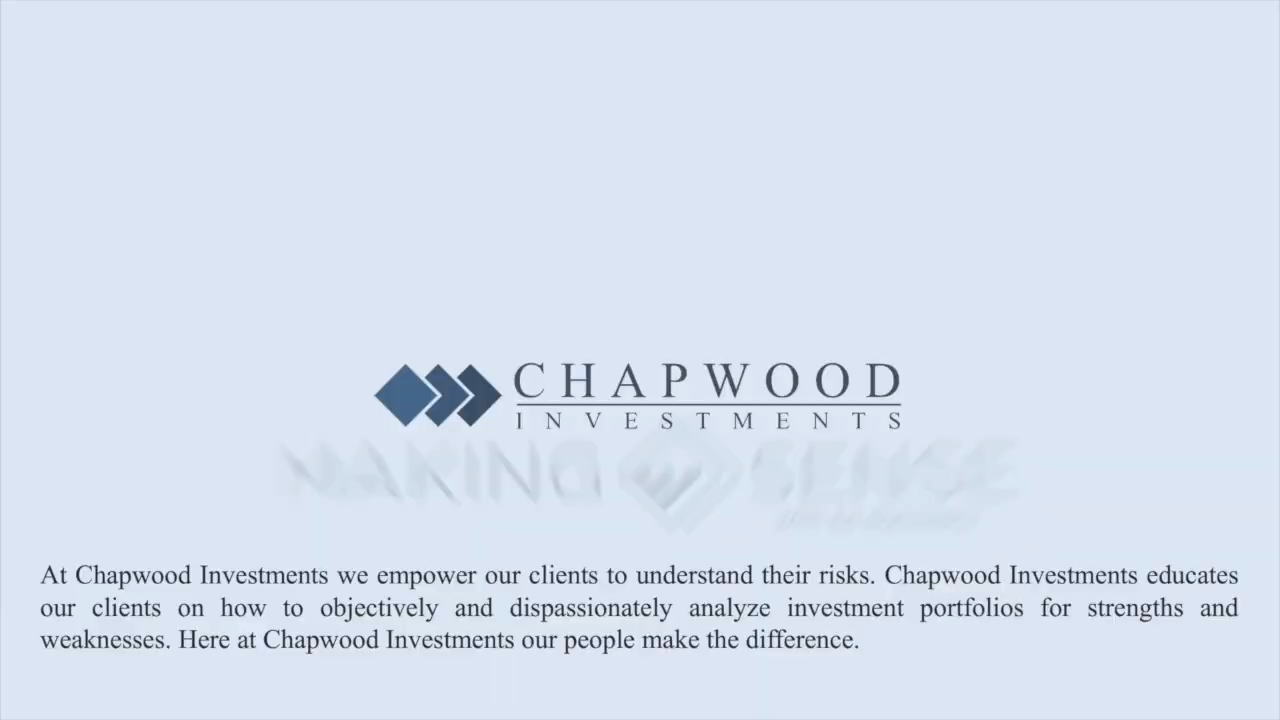 CHAPWOOD
INVESTMENTS
MAKING SENSE
At Chapwood Investments we empower our clients to understand their risks. Chapwood Investments educates
our clients on how to objectively and dispassionately analyze investment portfolios for strengths and
weaknesses. Here at Chapwood Investments our people make the difference.